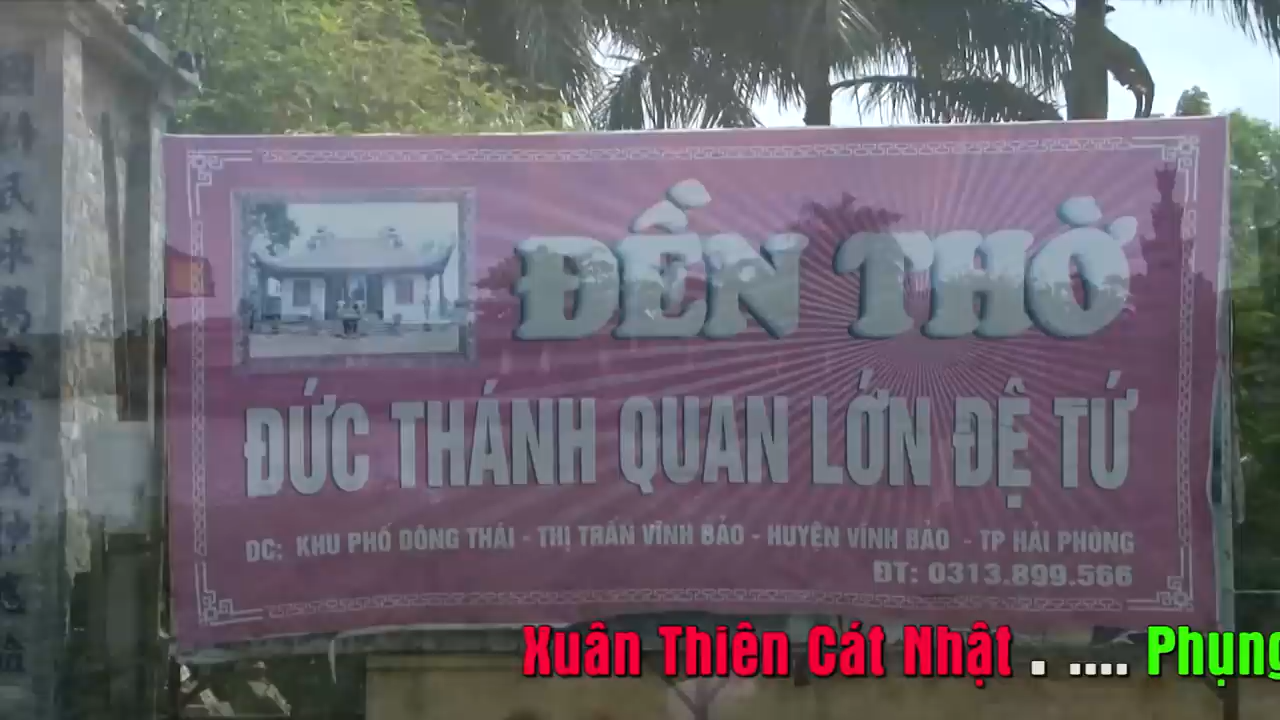 ĐỀN THỜ
ĐỨC THÁNH QUAN LỚN ĐỆ TỨ
ĐC: KHU PHỐ ĐÔNG THÁI - THỊ TRẤN VĨNH BẢO - HUYỆN VĨNH BẢO - TP HẢI PHÒNG
ĐT: 0313.899.566
Xuân Thiên Cát Nhật . .... Phụng